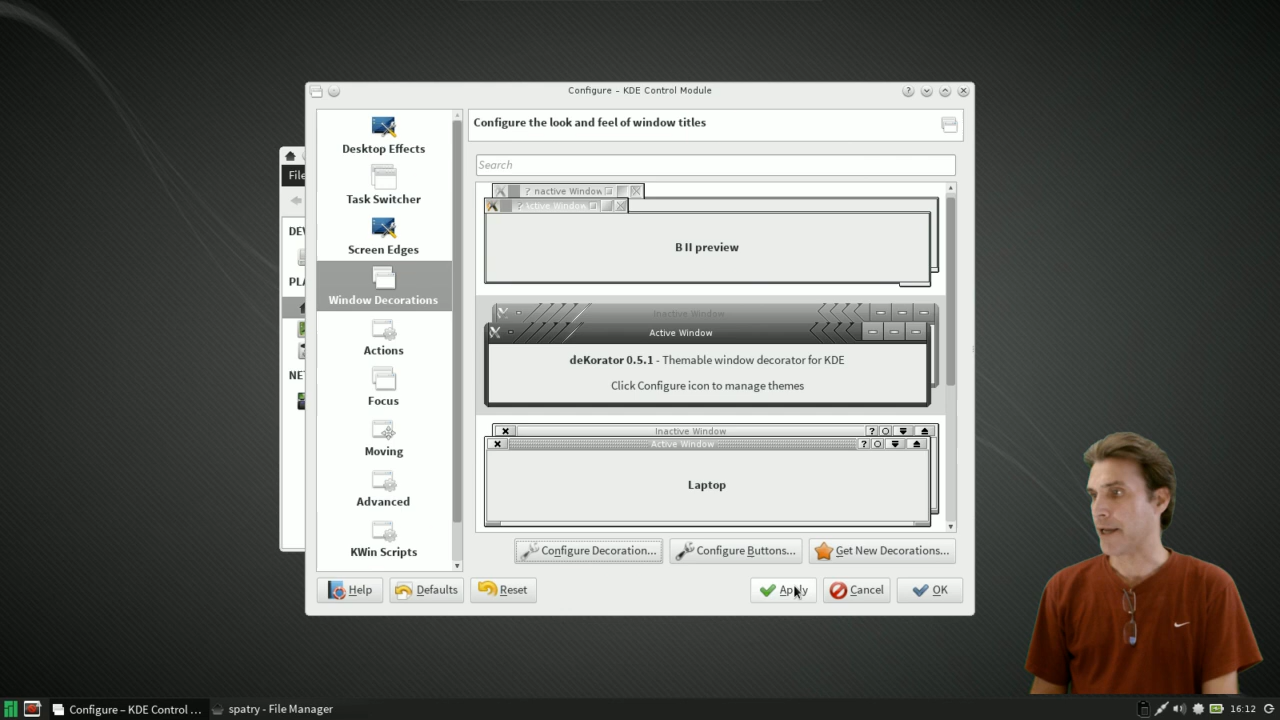 Configure – KDE Control Module
Desktop Effects
Task Switcher
Screen Edges
Window Decorations
Actions
Focus
Moving
Advanced
KWin Scripts
Configure the look and feel of window titles
Search
? nactive Window
Active Window
B II preview
Inactive Window
Active Window
deKorator 0.5.1 - Themable window decorator for KDE
Click Configure icon to manage themes
Inactive Window
Active Window
Laptop
Configure Decoration...
Configure Buttons...
Get New Decorations...
Help
Defaults
Reset
Apply
Cancel
OK
File
DEV
PLA
NE
Configure – KDE Control ...
spatry - File Manager
16:12